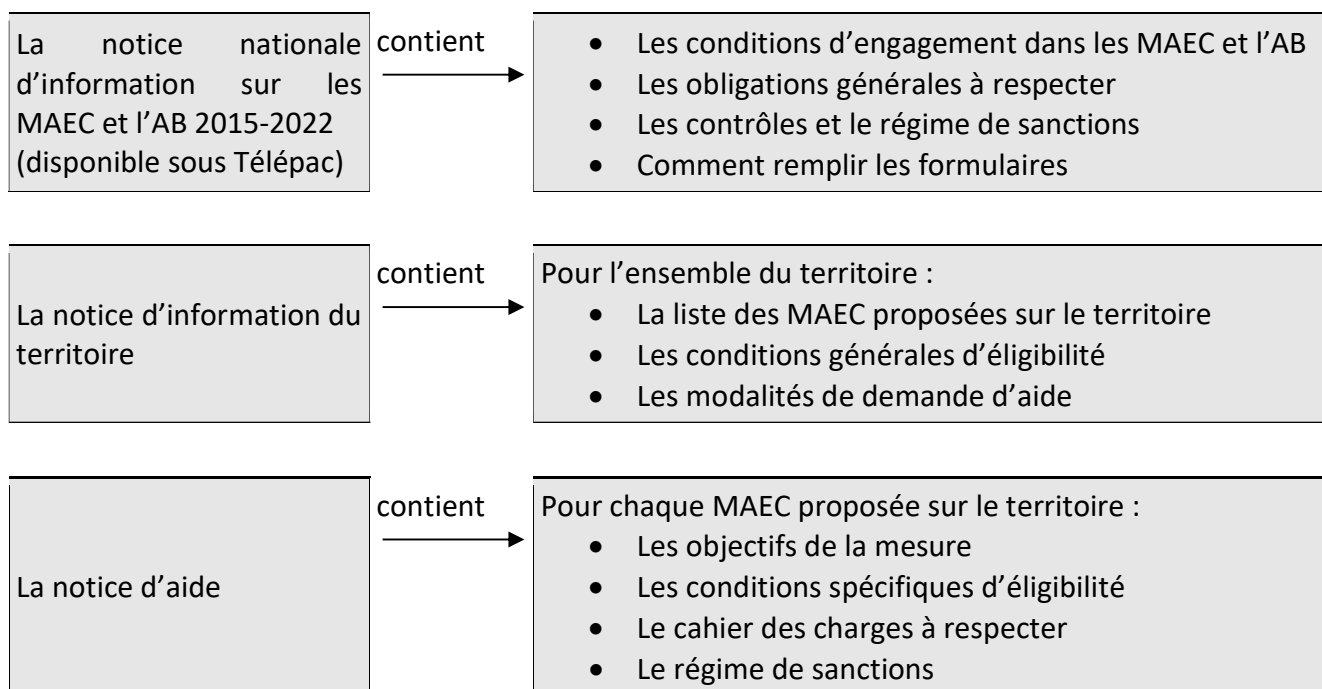 La notice nationale
d’information sur les
MAEC et l’AB 2015-2022
(disponible sous Télépac)
contient
• Les conditions d’engagement dans les MAEC et l’AB
• Les obligations générales à respecter
• Les contrôles et le régime de sanctions
• Comment remplir les formulaires
La notice d’information du
territoire
contient
Pour l’ensemble du territoire :
• La liste des MAEC proposées sur le territoire
• Les conditions générales d’éligibilité
• Les modalités de demande d’aide
La notice d’aide
contient
Pour chaque MAEC proposée sur le territoire :
• Les objectifs de la mesure
• Les conditions spécifiques d’éligibilité
• Le cahier des charges à respecter
• Le régime de sanctions